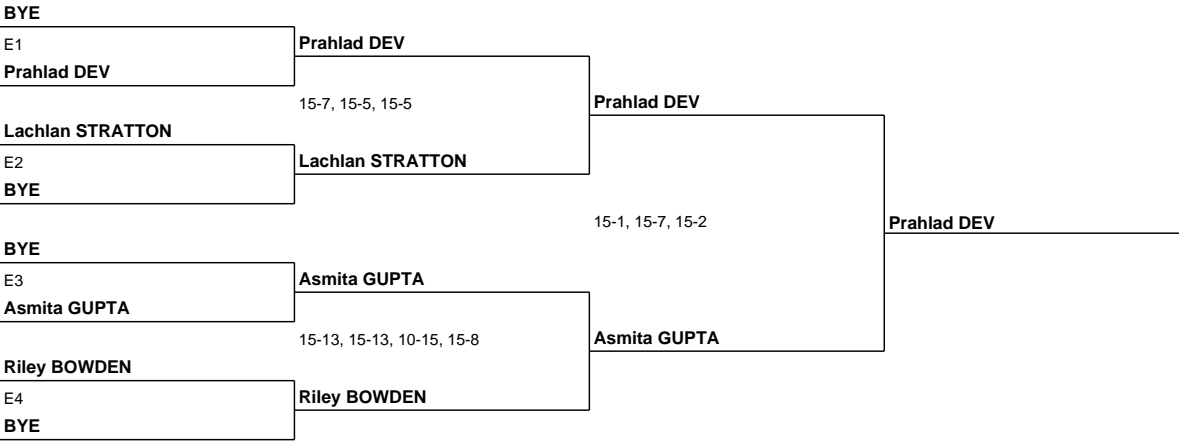 BYE
E1
Prahlad DEV
Prahlad DEV
15-7, 15-5, 15-5
Prahlad DEV
Lachlan STRATTON
E2
Lachlan STRATTON
BYE
15-1, 15-7, 15-2
Prahlad DEV
BYE
E3
Asmita GUPTA
Asmita GUPTA
15-13, 15-13, 10-15, 15-8
Asmita GUPTA
Riley BOWDEN
E4
Riley BOWDEN
BYE